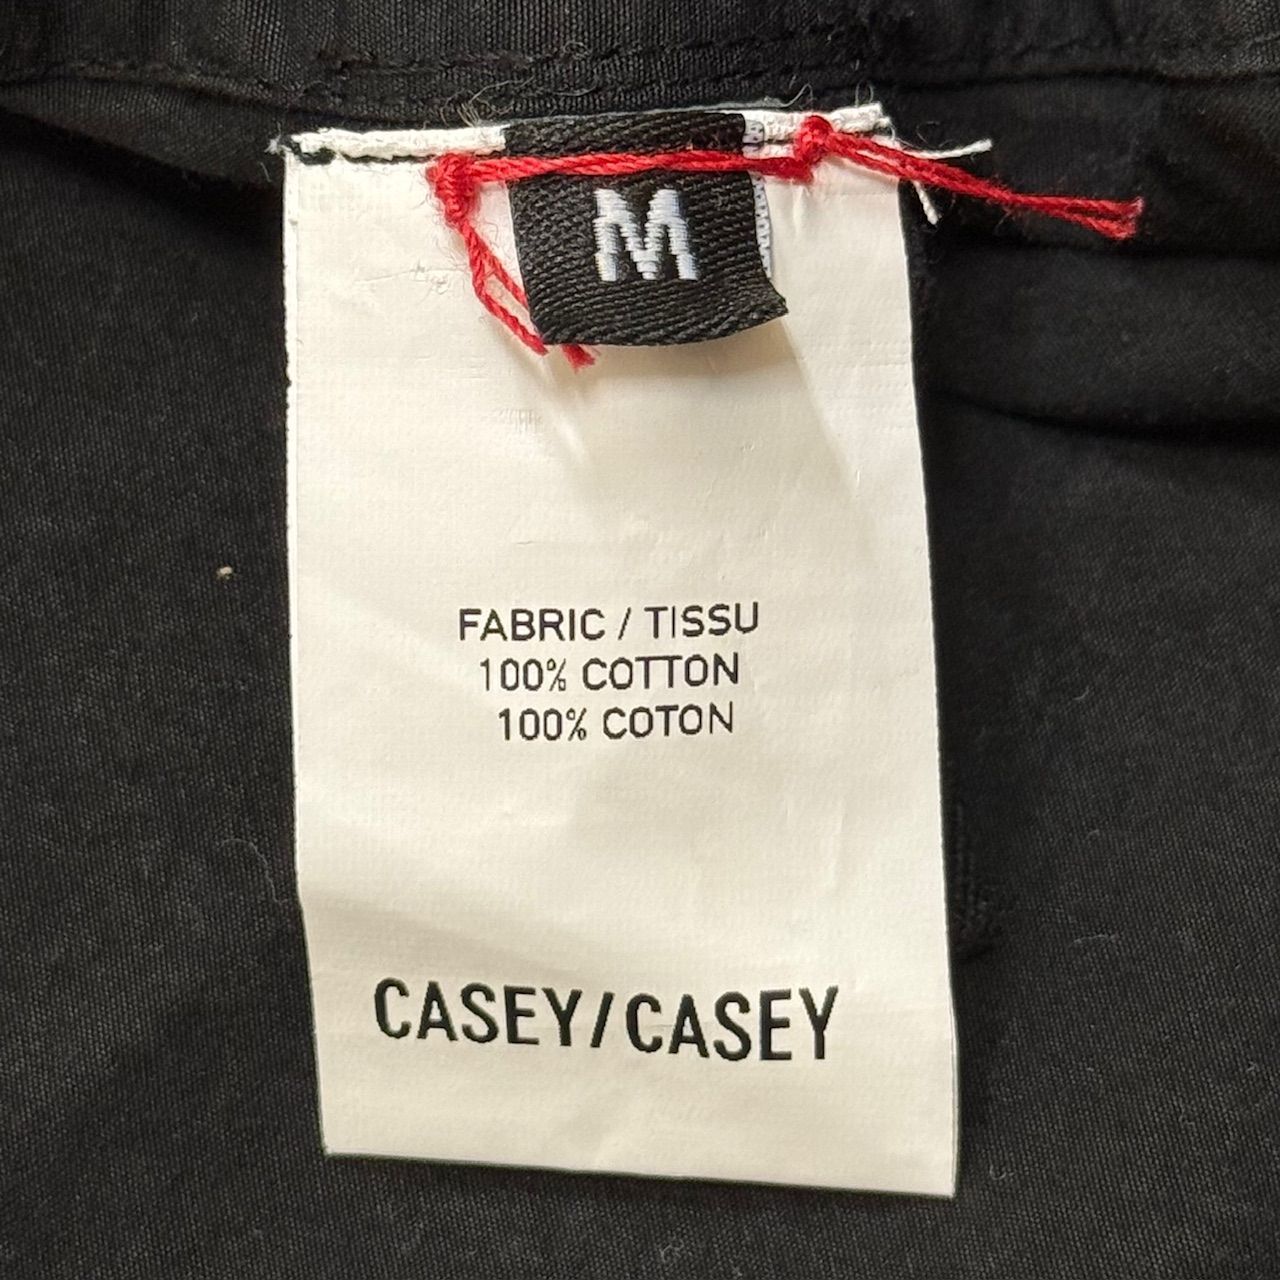 M
FABRIC / TISSU
100% COTTON
100% COTON
CASEY/CASEY